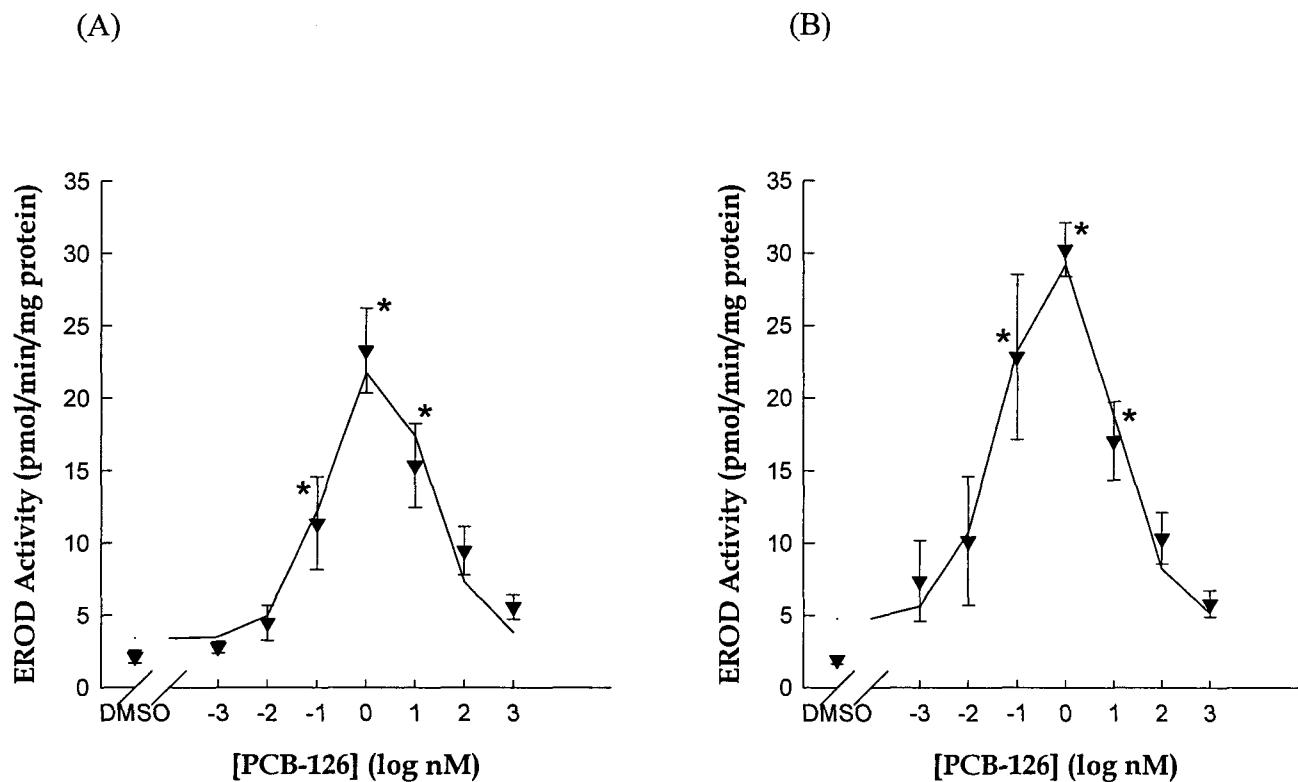 (A)
EROD Activity (pmol/min/mg protein)
35
30
25
20
15
10
5
0
*
*
*
DMSO -3 -2 -1 0 1 2 3
[PCB-126] (log nM)
(B)
EROD Activity (pmol/min/mg protein)
35
30
25
20
15
10
5
0
*
*
*
DMSO -3 -2 -1 0 1 2 3
[PCB-126] (log nM)